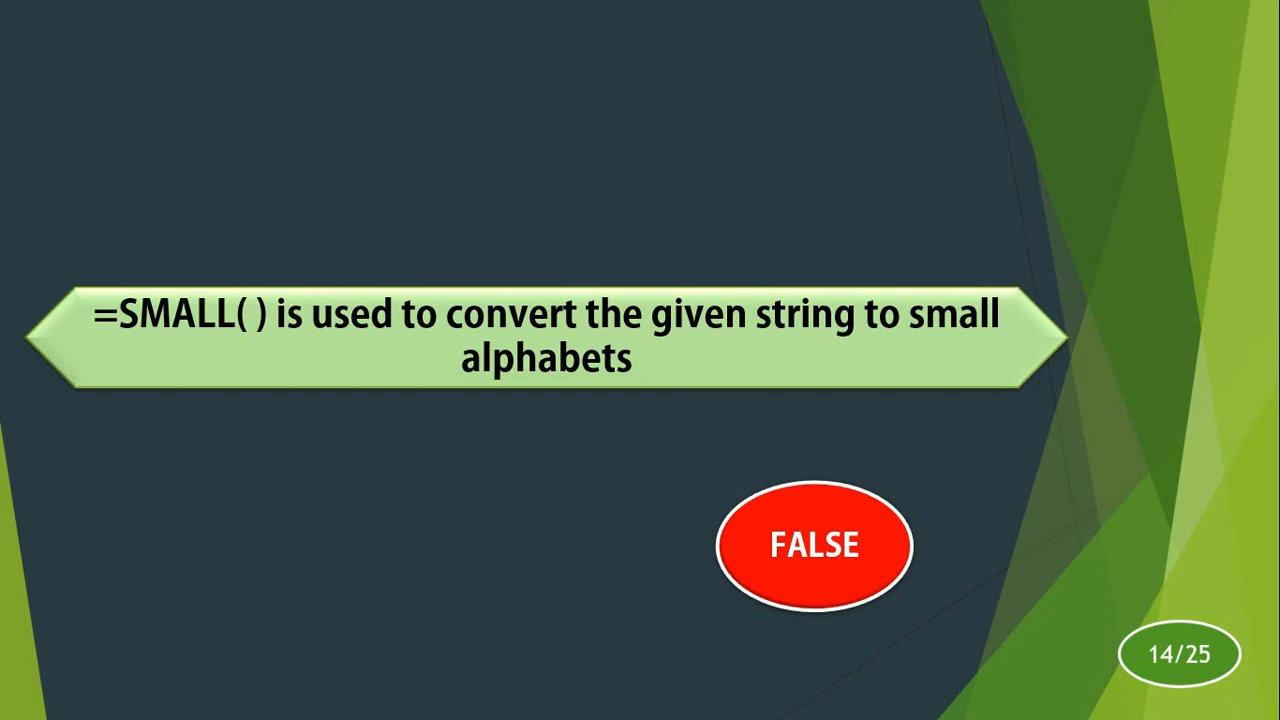 =SMALL( ) is used to convert the given string to small
alphabets
FALSE
14/25